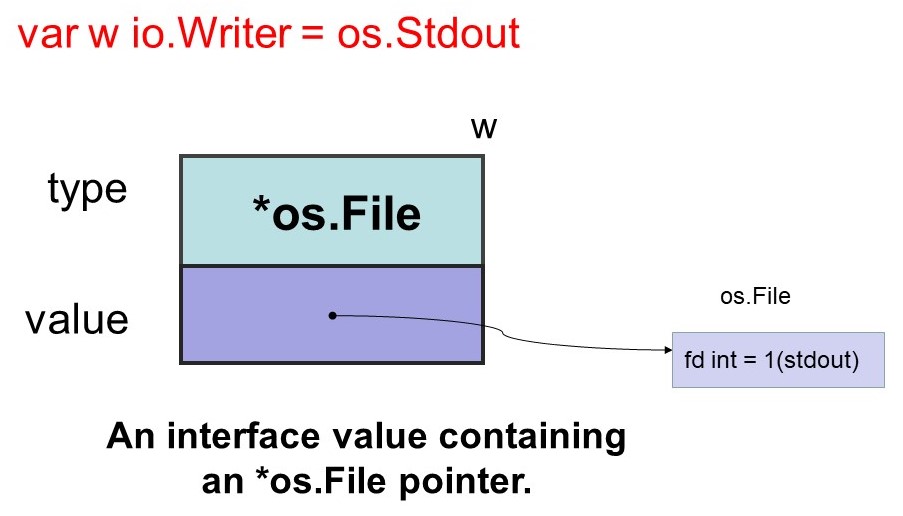 var w io.Writer = os.Stdout
w
type
*os.File
value
os.File
fd int = 1(stdout)
An interface value containing
an *os.File pointer.